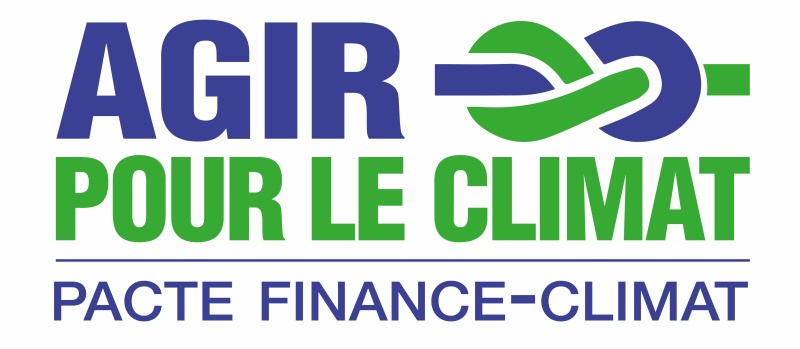 AGIR
POUR LE CLIMAT
PACTE FINANCE-CLIMAT